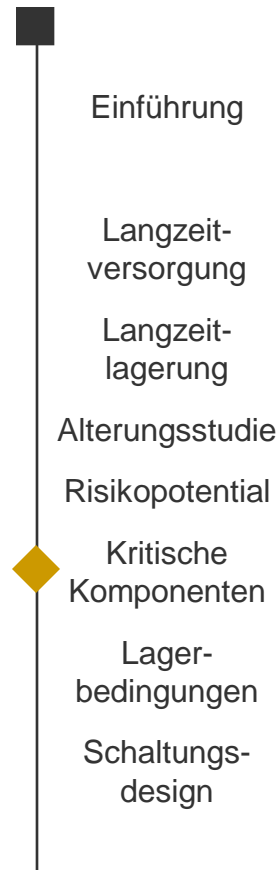 Einführung
Langzeit-
versorgung
Langzeit-
lagerung
Alterungsstudie
Risikopotential
Kritische
Komponenten
Lager-
bedingungen
Schaltungs-
design